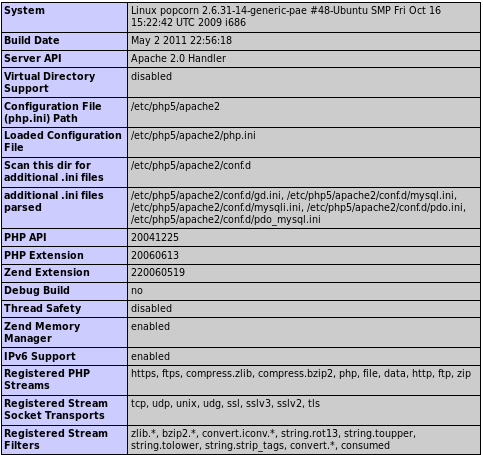 System Linux popcorn 2.6.31-14-generic-pae #48-Ubuntu SMP Fri Oct 16
15:22:42 UTC 2009 i686
Build Date May 2 2011 22:56:18
Server API Apache 2.0 Handler
Virtual Directory
Support disabled
Configuration File
(php.ini) Path /etc/php5/apache2
Loaded Configuration
File /etc/php5/apache2/php.ini
Scan this dir for
additional .ini files /etc/php5/apache2/conf.d
additional .ini files
parsed /etc/php5/apache2/conf.d/gd.ini, /etc/php5/apache2/conf.d/mysql.ini,
/etc/php5/apache2/conf.d/mysqli.ini, /etc/php5/apache2/conf.d/pdo.ini,
/etc/php5/apache2/conf.d/pdo_mysql.ini
PHP API 20041225
PHP Extension 20060613
Zend Extension 220060519
Debug Build no
Thread Safety disabled
Zend Memory
Manager enabled
IPv6 Support enabled
Registered PHP
Streams https, ftps, compress.zlib, compress.bzip2, php, file, data, http, ftp, zip
Registered Stream
Socket Transports tcp, udp, unix, udg, ssl, sslv3, sslv2, tls
Registered Stream
Filters zlib.*, bzip2.*, convert.iconv.*, string.rot13, string.toupper,
string.tolower, string.strip_tags, convert.*, consumed